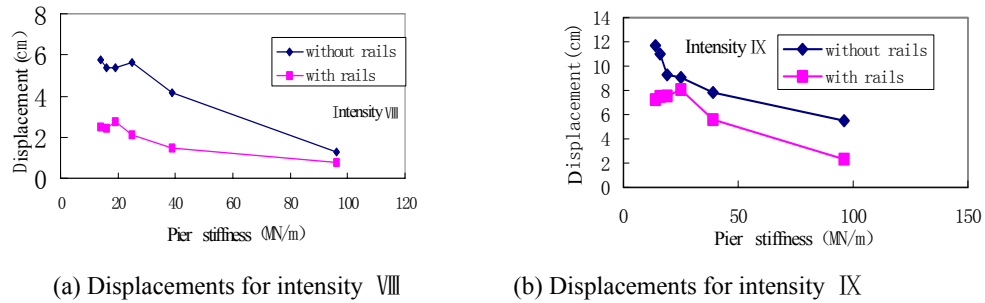 8
6
4
2
0
Displacement (cm)
without rails
with rails
Intensity Ⅷ
0 20 40 60 80 100 120
Pier stiffness (MN/m)
(a) Displacements for intensity Ⅷ
14
12
10
8
6
4
2
0
Displacement(cm)
Intensity Ⅸ
without rails
with rails
0 50 100 150
Pier stiffness (MN/m)
(b) Displacements for intensity Ⅸ